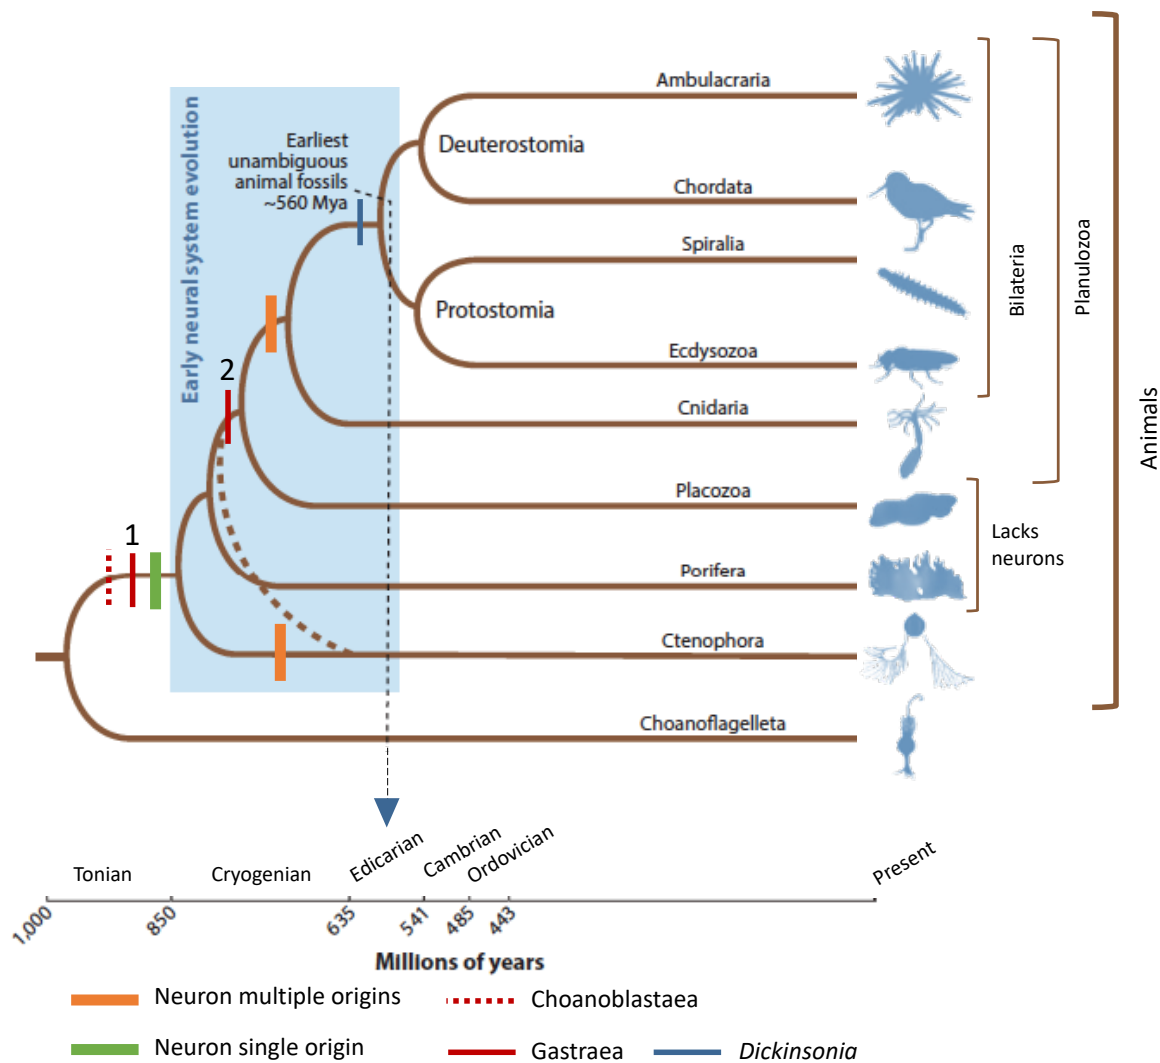 Early neural system evolution
Earliest
unambiguous
animal fossils
~560 Mya
Ambulacraria
Deuterostomia
Chordata
Spiralia
Protostomia
Ecdysozoa
Cnidaria
Placozoa
Porifera
Ctenophora
Choanoflagelleta
Bilateria
Planulozoa
Animals
Lacks
neurons
2
1
Tonian
Cryogenian
Edicarian
Cambrian
Ordovician
Present
1,000
850
635
541
485
443
Millions of years
Neuron multiple origins
Choanoblastaea
Neuron single origin
Gastraea
Dickinsonia